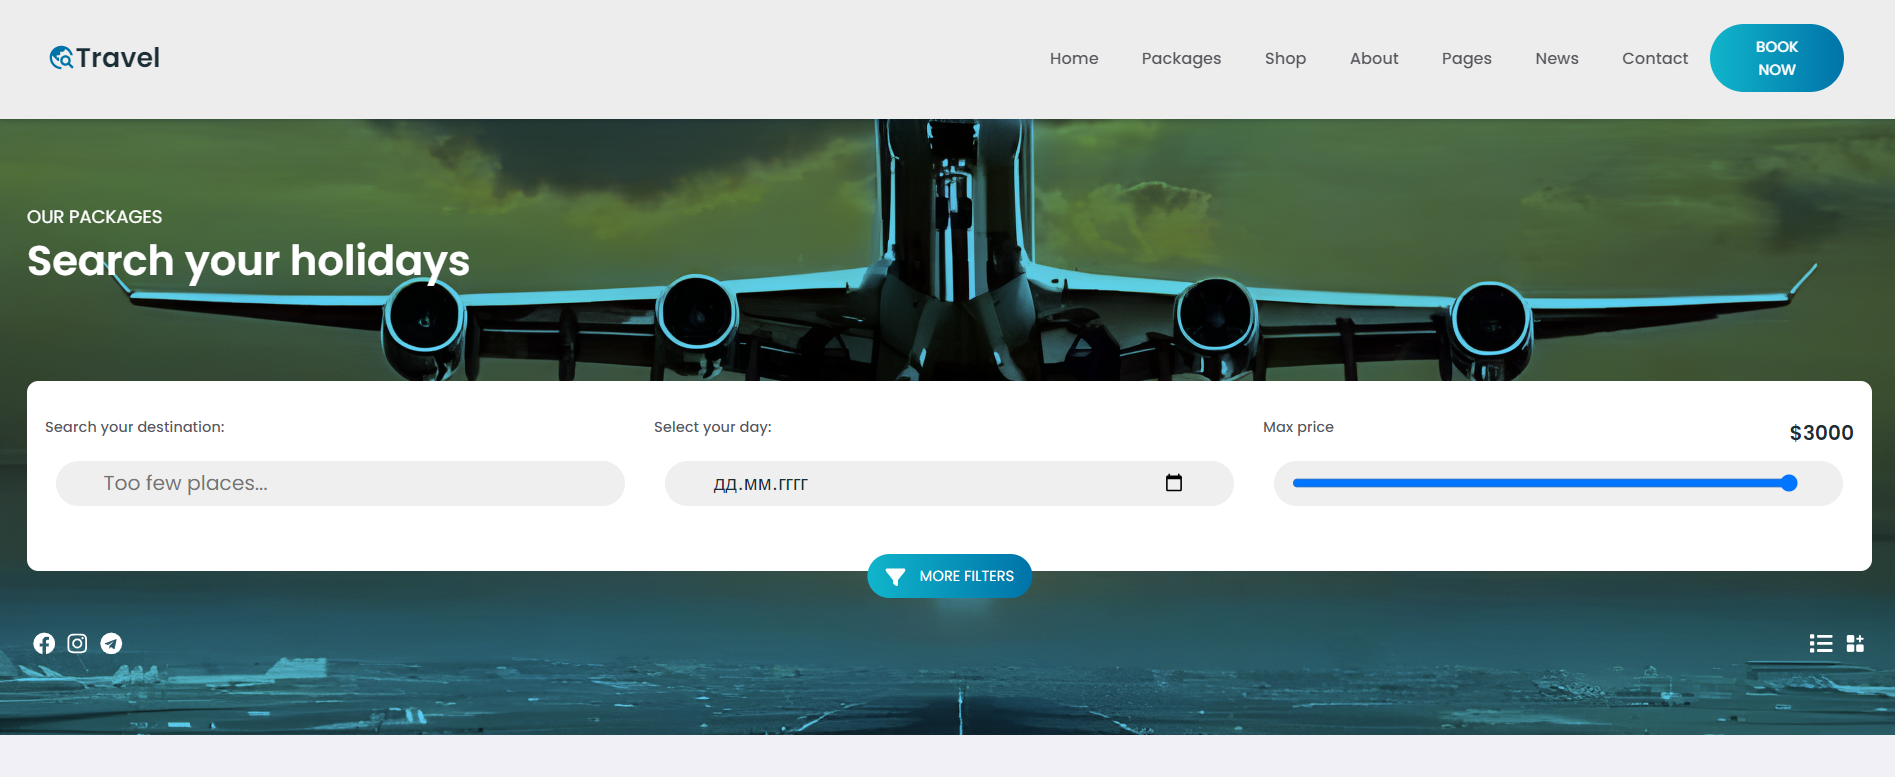 Travel
Home Packages Shop About Pages News Contact
BOOK
NOW
OUR PACKAGES
Search your holidays
Search your destination:
Select your day:
Max price
$3000
Too few places...
дд.мм.гггг
MORE FILTERS